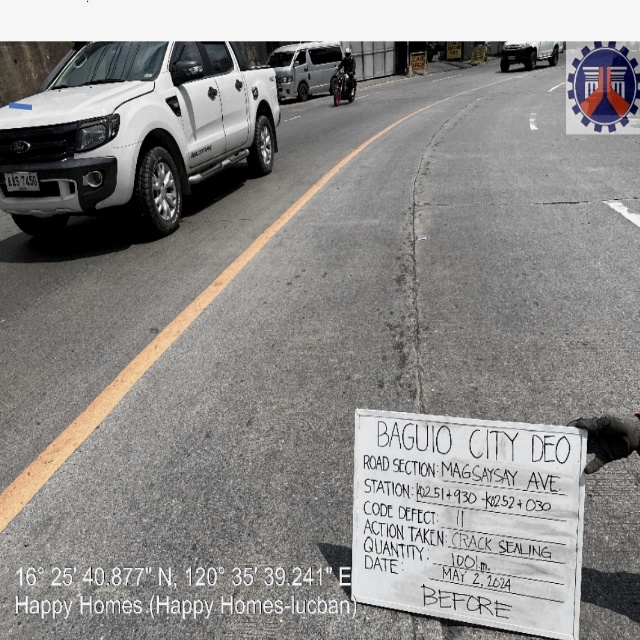 AAS 7450
BAGUIO CITY DEO
ROAD SECTION: MAGSAYSAY AVE
STATION: K0251+930 - K0252+030
CODE DEFECT: 11
ACTION TAKEN: CRACK SEALING
QUANTITY: 100 l.m
DATE: MAY 2, 2024
BEFORE
16° 25' 40.877" N, 120° 35' 39.241" E
Happy Homes (Happy Homes-lucban)